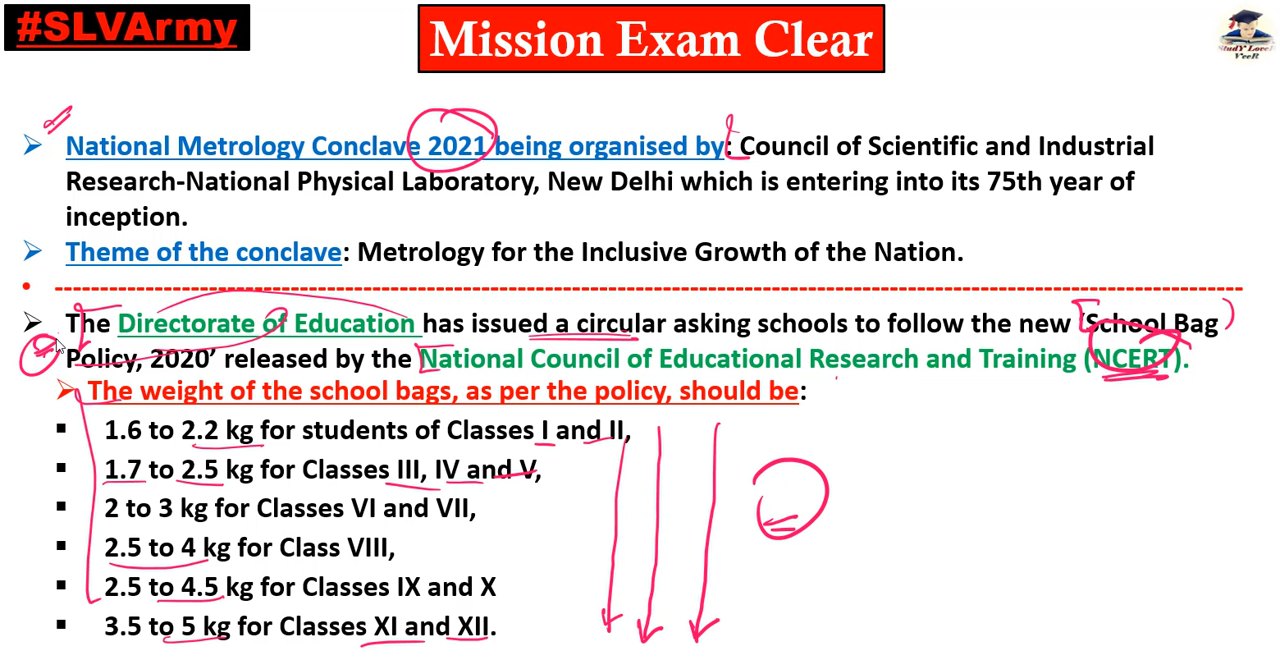 #SLVArmy
Mission Exam Clear
StudY LoveR
VeeR
National Metrology Conclave 2021 being organised by: Council of Scientific and Industrial
Research-National Physical Laboratory, New Delhi which is entering into its 75th year of
inception.
Theme of the conclave: Metrology for the Inclusive Growth of the Nation.
The Directorate of Education has issued a circular asking schools to follow the new 'School Bag
Policy, 2020’ released by the National Council of Educational Research and Training (NCERT).
The weight of the school bags, as per the policy, should be:
1.6 to 2.2 kg for students of Classes I and II,
1.7 to 2.5 kg for Classes III, IV and V,
2 to 3 kg for Classes VI and VII,
2.5 to 4 kg for Class VIII,
2.5 to 4.5 kg for Classes IX and X
3.5 to 5 kg for Classes XI and XII.